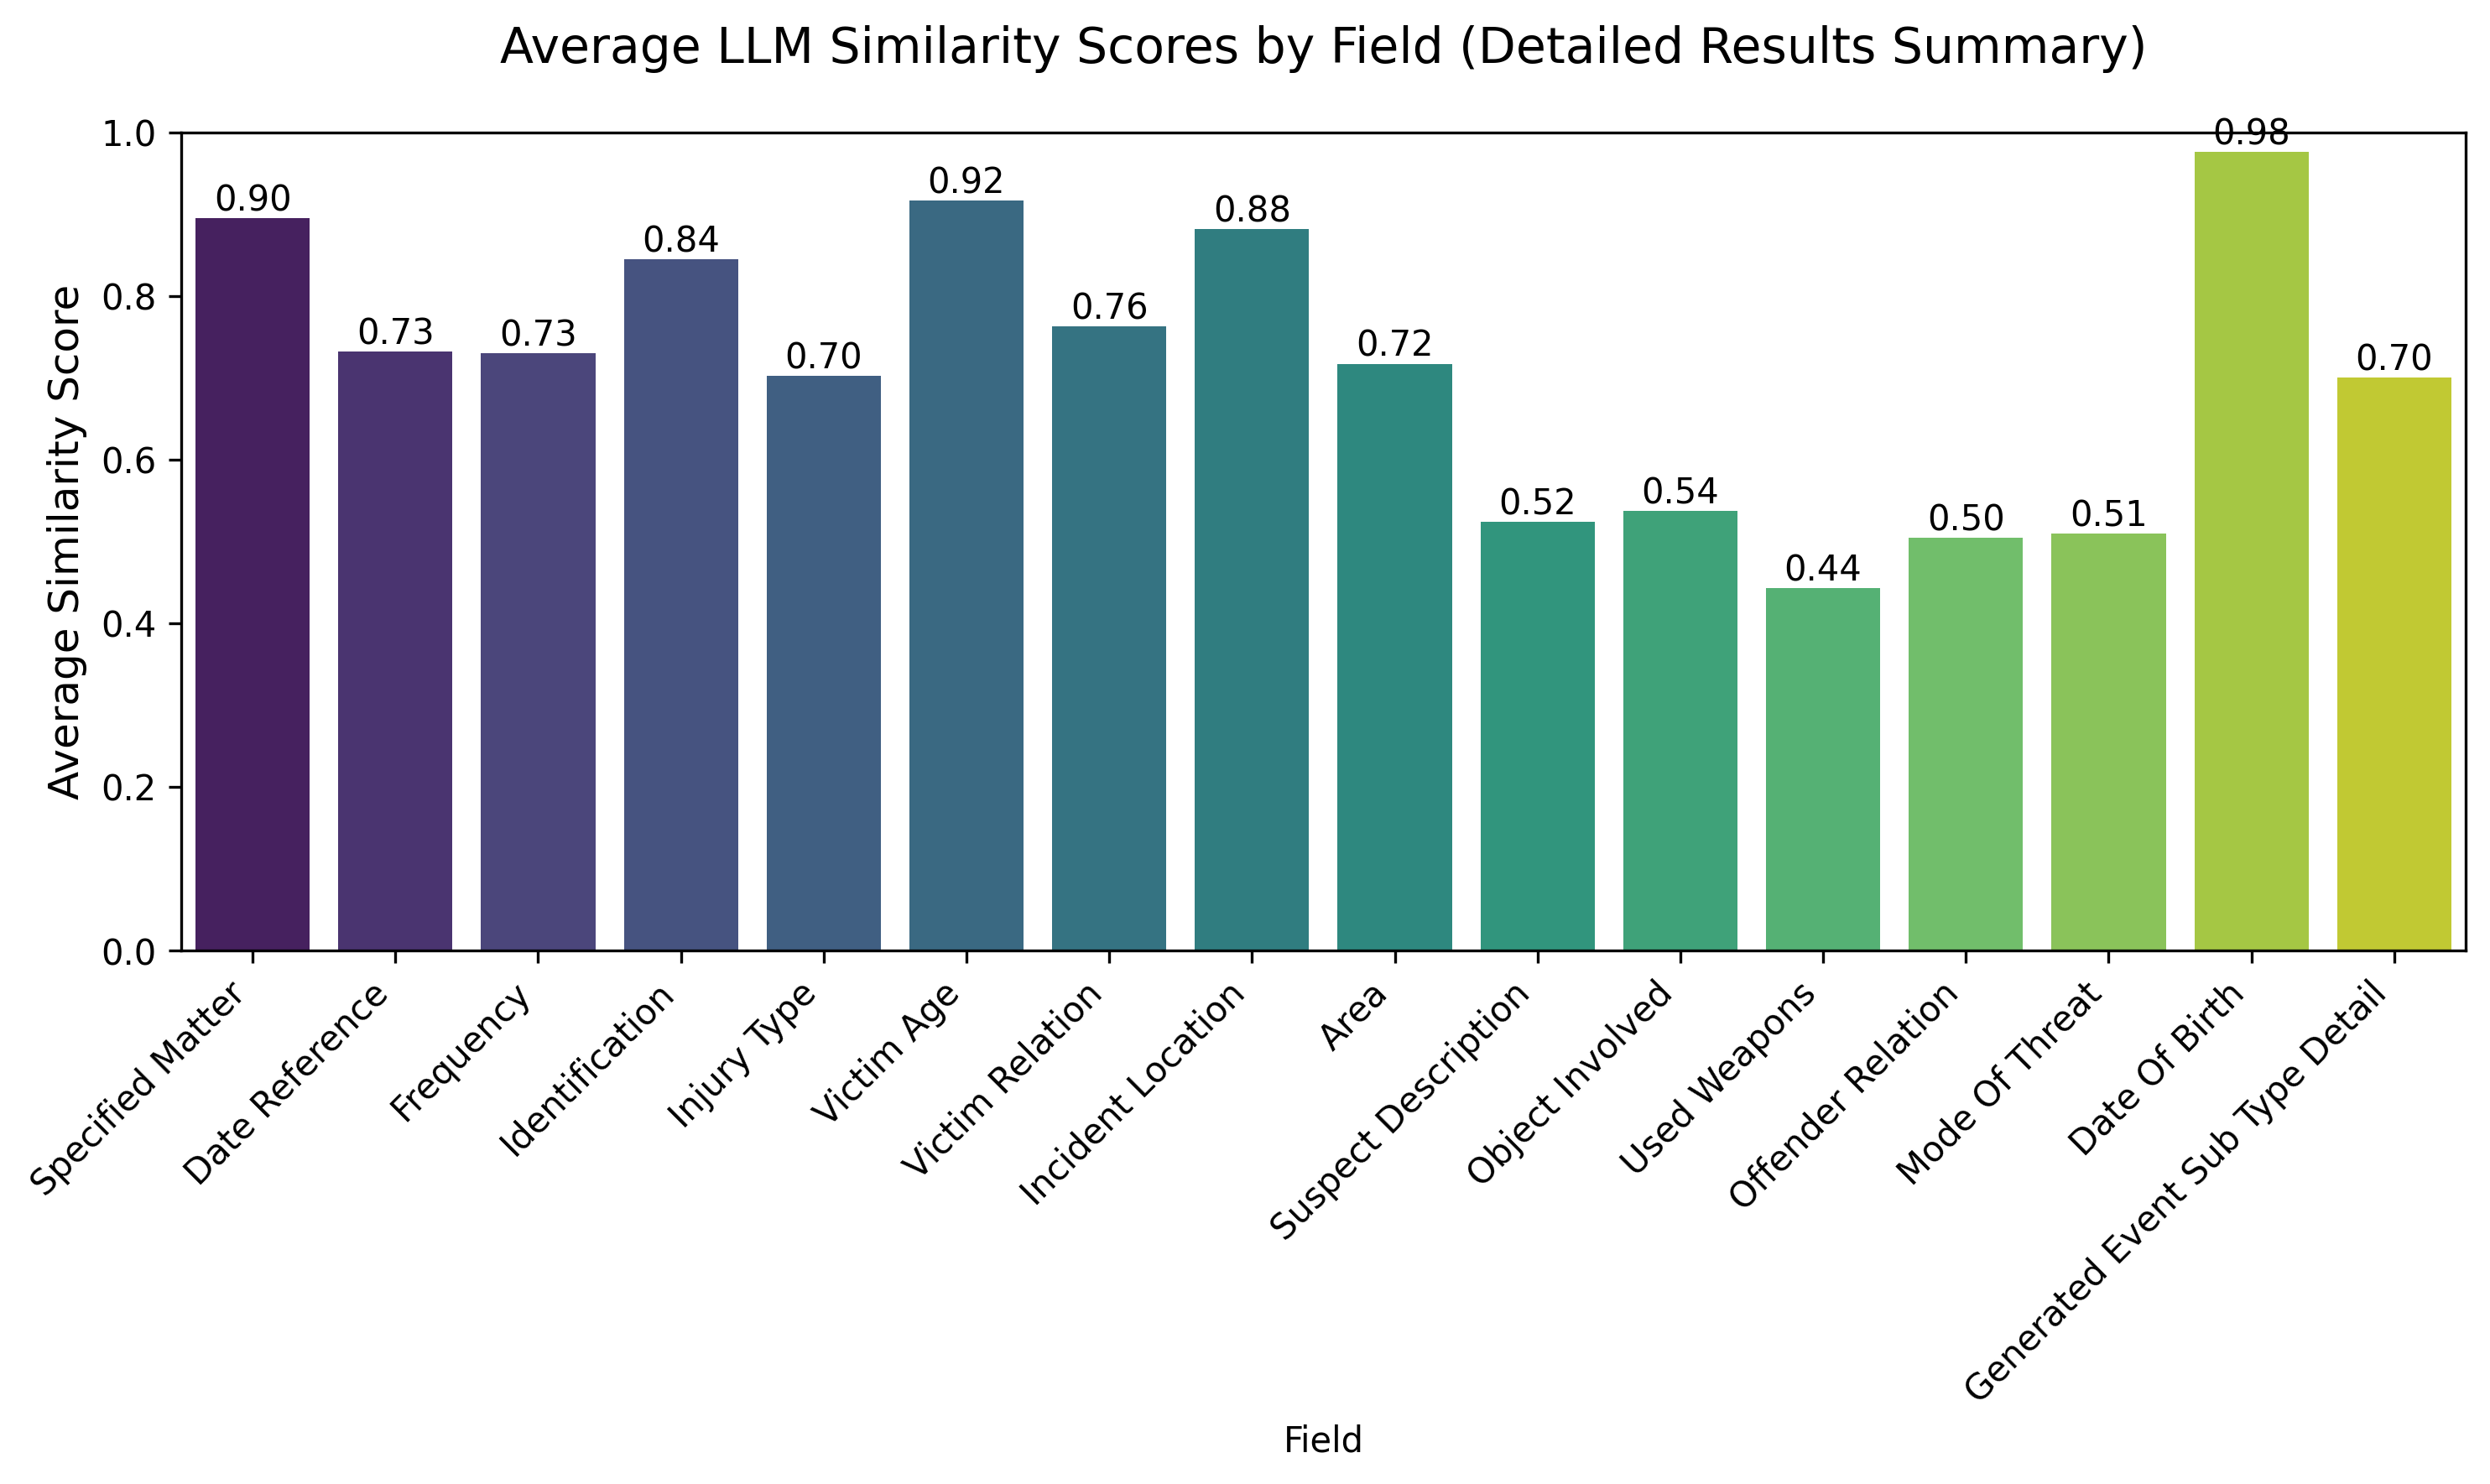 Average LLM Similarity Scores by Field (Detailed Results Summary)
Average Similarity Score
1.0
0.8
0.6
0.4
0.2
0.0
0.90
0.73
0.73
0.84
0.70
0.92
0.76
0.88
0.72
0.52
0.54
0.44
0.50
0.51
0.98
0.70
Specified Matter
Date Reference
Frequency
Identification
Injury Type
Victim Age
Victim Relation
Incident Location
Area
Suspect Description
Object Involved
Used Weapons
Offender Relation
Mode Of Threat
Date Of Birth
Generated Event Sub Type Detail
Field